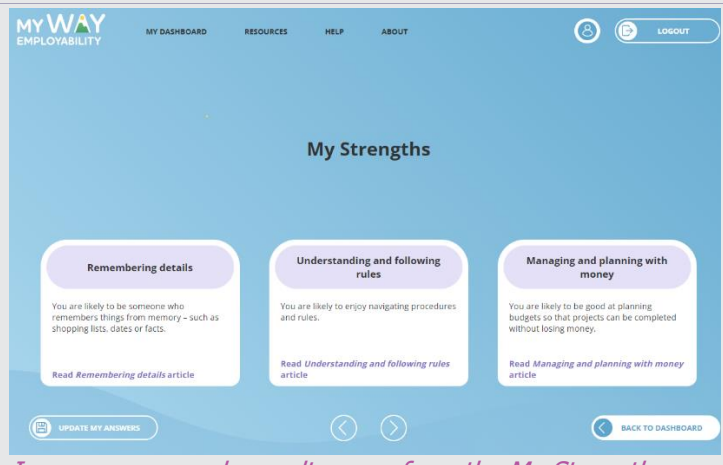 MY WAY
EMPLOYABILITY
MY DASHBOARD
RESOURCES
HELP
ABOUT
LOGOUT
My Strengths
Remembering details
You are likely to be someone who
remembers things from memory – such as
shopping lists, dates or facts.
Read Remembering details article
Understanding and following
rules
You are likely to enjoy navigating procedures
and rules.
Read Understanding and following rules
article
Managing and planning with
money
You are likely to be good at planning
budgets so that projects can be completed
without losing money.
Read Managing and planning with money
article
UPDATE MY ANSWERS
BACK TO DASHBOARD